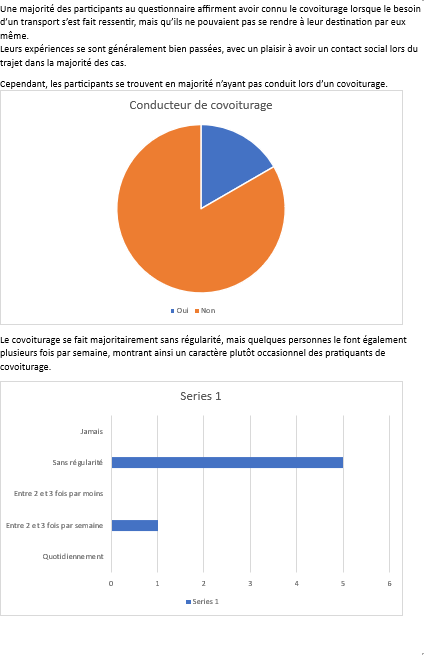 Une majorité des participants au questionnaire affirment avoir connu le covoiturage lorsque le besoin
d'un transport s'est fait ressentir, mais qu'ils ne pouvaient pas se rendre à leur destination par eux
même.
Leurs expériences se sont généralement bien passées, avec un plaisir à avoir un contact social lors du
trajet dans la majorité des cas.
Cependant, les participants se trouvent en majorité n'ayant pas conduit lors d'un covoiturage.
Conducteur de covoiturage
Oui Non
Le covoiturage se fait majoritairement sans régularité, mais quelques personnes le font également
plusieurs fois par semaine, montrant ainsi un caractère plutôt occasionnel des pratiquants de
covoiturage.
Series 1
Jamais
Sans régularité
Entre 2 et 3 fois par moins
Entre 2 et 3 fois par semaine
Quotidiennement
0 1 2 3 4 5 6
Series 1